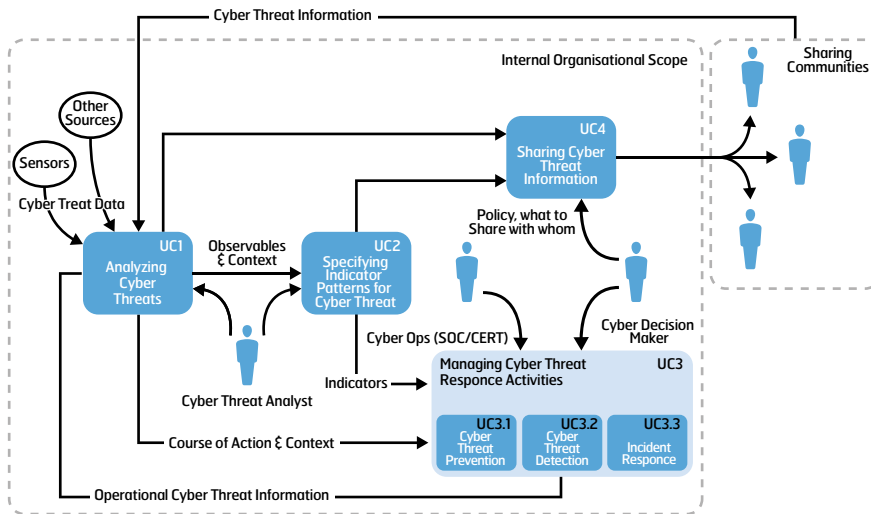 Cyber Threat Information
Internal Organisational Scope
Sharing
Communities
Other
Sources
Sensors
Cyber Treat Data
UC1
Analyzing
Cyber
Threats
Observables
& Context
UC2
Specifying
Indicator
Patterns for
Cyber Threat
UC4
Sharing Cyber
Threat
Information
Policy, what to
Share with whom
Cyber Ops (SOC/CERT)
Cyber Decision
Maker
Cyber Threat Analyst
Indicators
Managing Cyber Threat
Responce Activities
UC3
UC3.1
Cyber
Threat
Prevention
UC3.2
Cyber
Threat
Detection
UC3.3
Incident
Responce
Course of Action & Context
Operational Cyber Threat Information